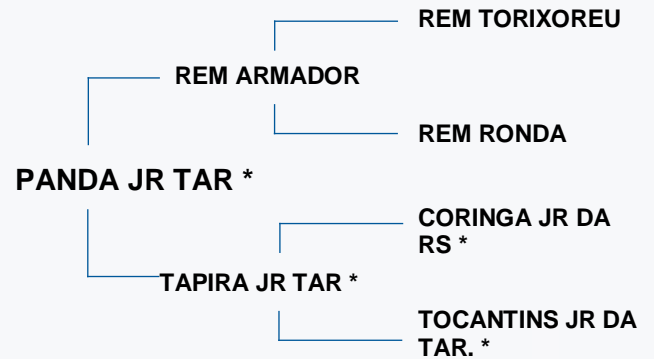 REM TORIXOREU
REM ARMADOR
REM RONDA
PANDA JR TAR *
CORINGA JR DA
RS *
TAPIRA JR TAR *
TOCANTINS JR DA
TAR. *